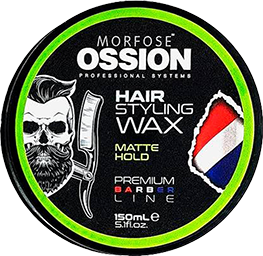 MORFOSE®
OSSION
PROFESSIONAL SYSTEMS
HAIR
STYLING
WAX
MATTE
HOLD
PREMIUM
BARBER
LINE
150ml℮
5.1fl.oz.